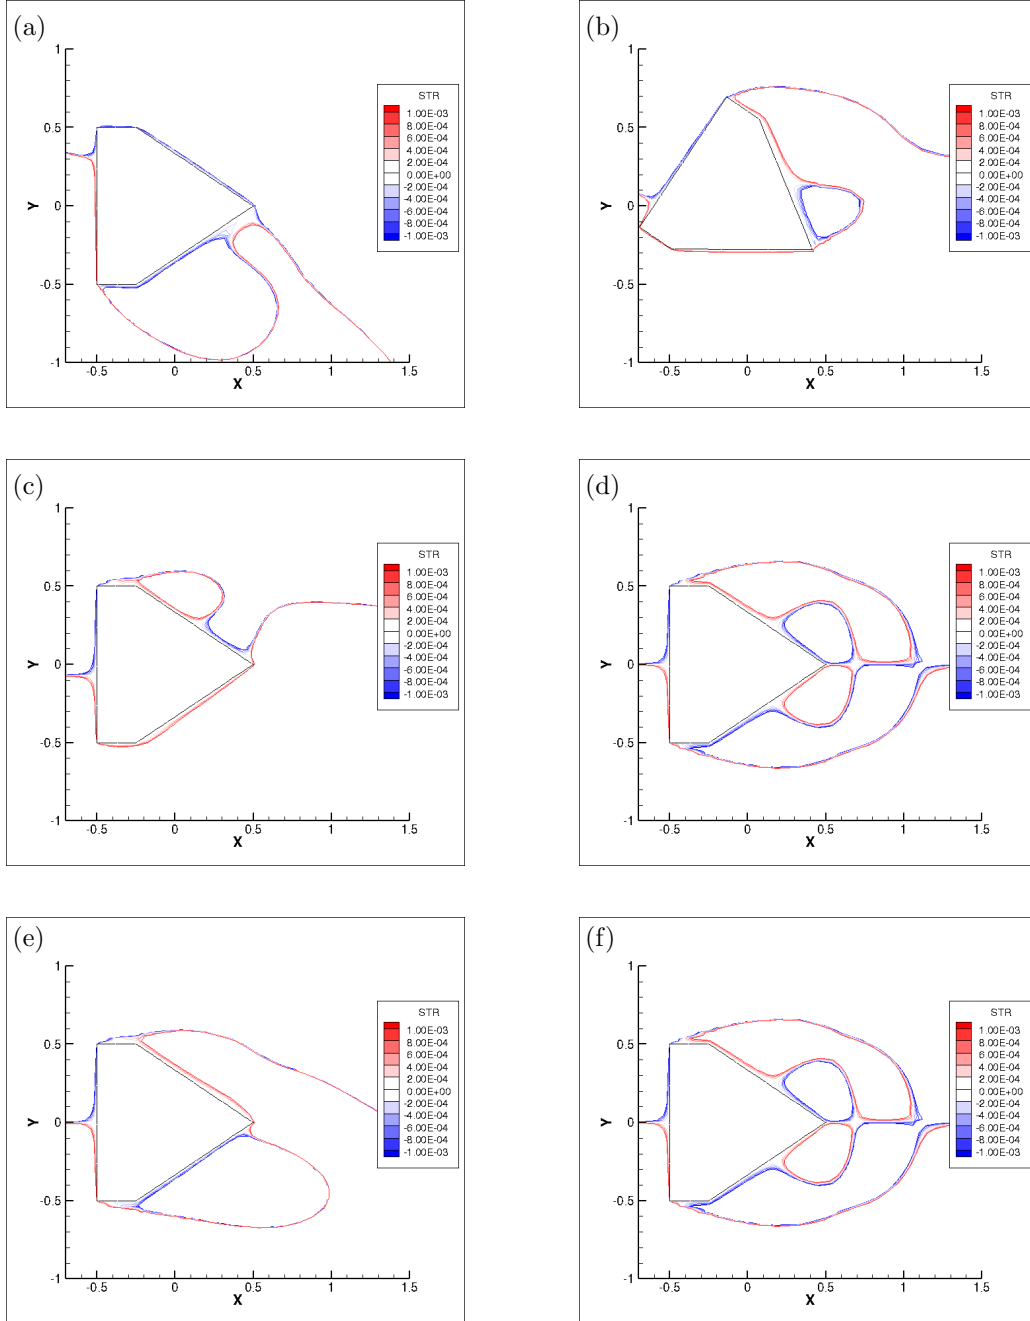 (a)
STR
1.00E-03
8.00E-04
6.00E-04
4.00E-04
2.00E-04
0.00E+00
-2.00E-04
-4.00E-04
-6.00E-04
-8.00E-04
-1.00E-03
Y
1
0.5
0
-0.5
-1
-0.5
0
0.5
1
1.5
X
(b)
STR
1.00E-03
8.00E-04
6.00E-04
4.00E-04
2.00E-04
0.00E+00
-2.00E-04
-4.00E-04
-6.00E-04
-8.00E-04
-1.00E-03
Y
1
0.5
0
-0.5
-1
-0.5
0
0.5
1
1.5
X
(c)
STR
1.00E-03
8.00E-04
6.00E-04
4.00E-04
2.00E-04
0.00E+00
-2.00E-04
-4.00E-04
-6.00E-04
-8.00E-04
-1.00E-03
Y
1
0.5
0
-0.5
-1
-0.5
0
0.5
1
1.5
X
(d)
STR
1.00E-03
8.00E-04
6.00E-04
4.00E-04
2.00E-04
0.00E+00
-2.00E-04
-4.00E-04
-6.00E-04
-8.00E-04
-1.00E-03
Y
1
0.5
0
-0.5
-1
-0.5
0
0.5
1
1.5
X
(e)
STR
1.00E-03
8.00E-04
6.00E-04
4.00E-04
2.00E-04
0.00E+00
-2.00E-04
-4.00E-04
-6.00E-04
-8.00E-04
-1.00E-03
Y
1
0.5
0
-0.5
-1
-0.5
0
0.5
1
1.5
X
(f)
STR
1.00E-03
8.00E-04
6.00E-04
4.00E-04
2.00E-04
0.00E+00
-2.00E-04
-4.00E-04
-6.00E-04
-8.00E-04
-1.00E-03
Y
1
0.5
0
-0.5
-1
-0.5
0
0.5
1
1.5
X